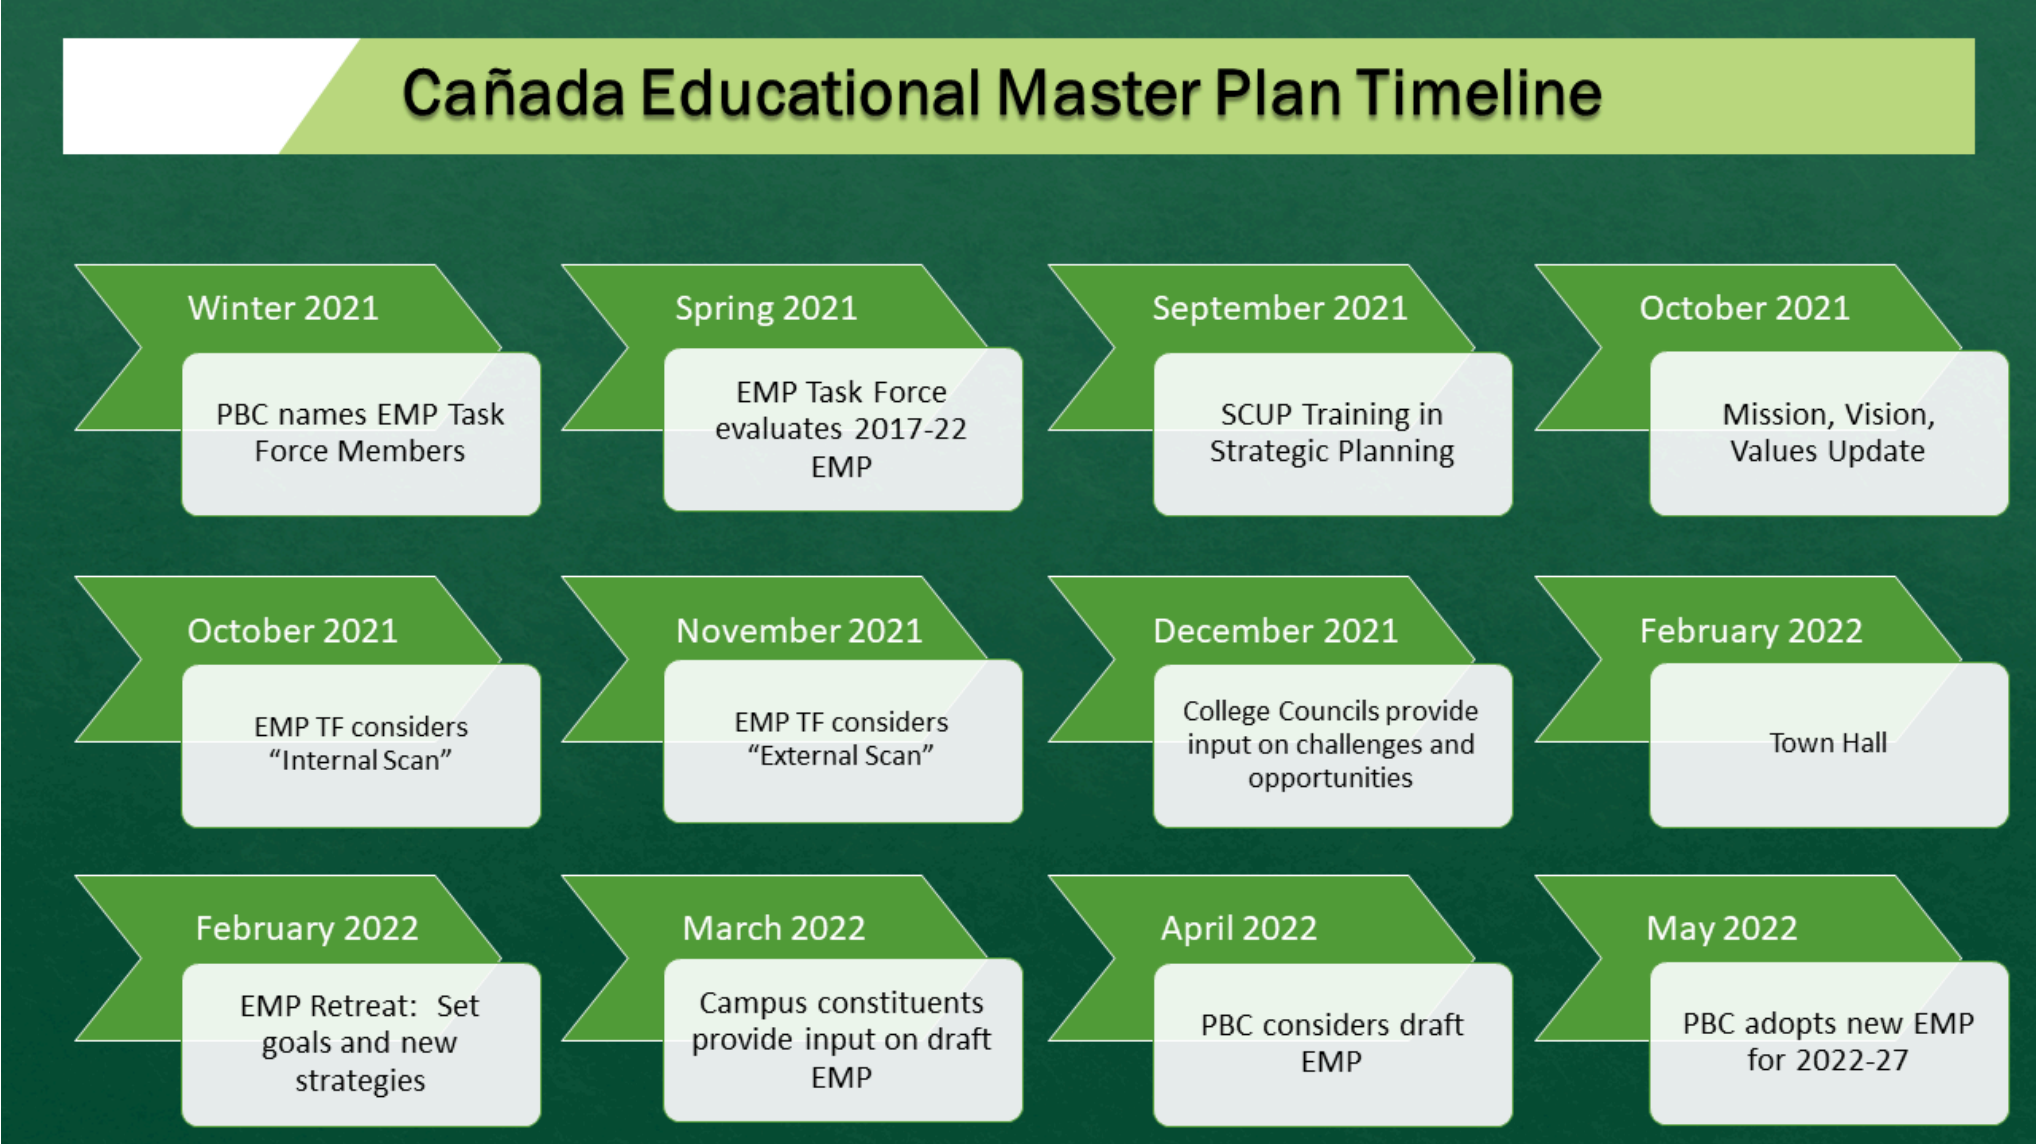 Cañada Educational Master Plan Timeline
Winter 2021
PBC names EMP Task
Force Members
Spring 2021
EMP Task Force
evaluates 2017-22
EMP
September 2021
SCUP Training in
Strategic Planning
October 2021
Mission, Vision,
Values Update
October 2021
EMP TF considers
“Internal Scan”
November 2021
EMP TF considers
“External Scan”
December 2021
College Councils provide
input on challenges and
opportunities
February 2022
Town Hall
February 2022
EMP Retreat:  Set
goals and new
strategies
March 2022
Campus constituents
provide input on draft
EMP
April 2022
PBC considers draft
EMP
May 2022
PBC adopts new EMP
for 2022-27